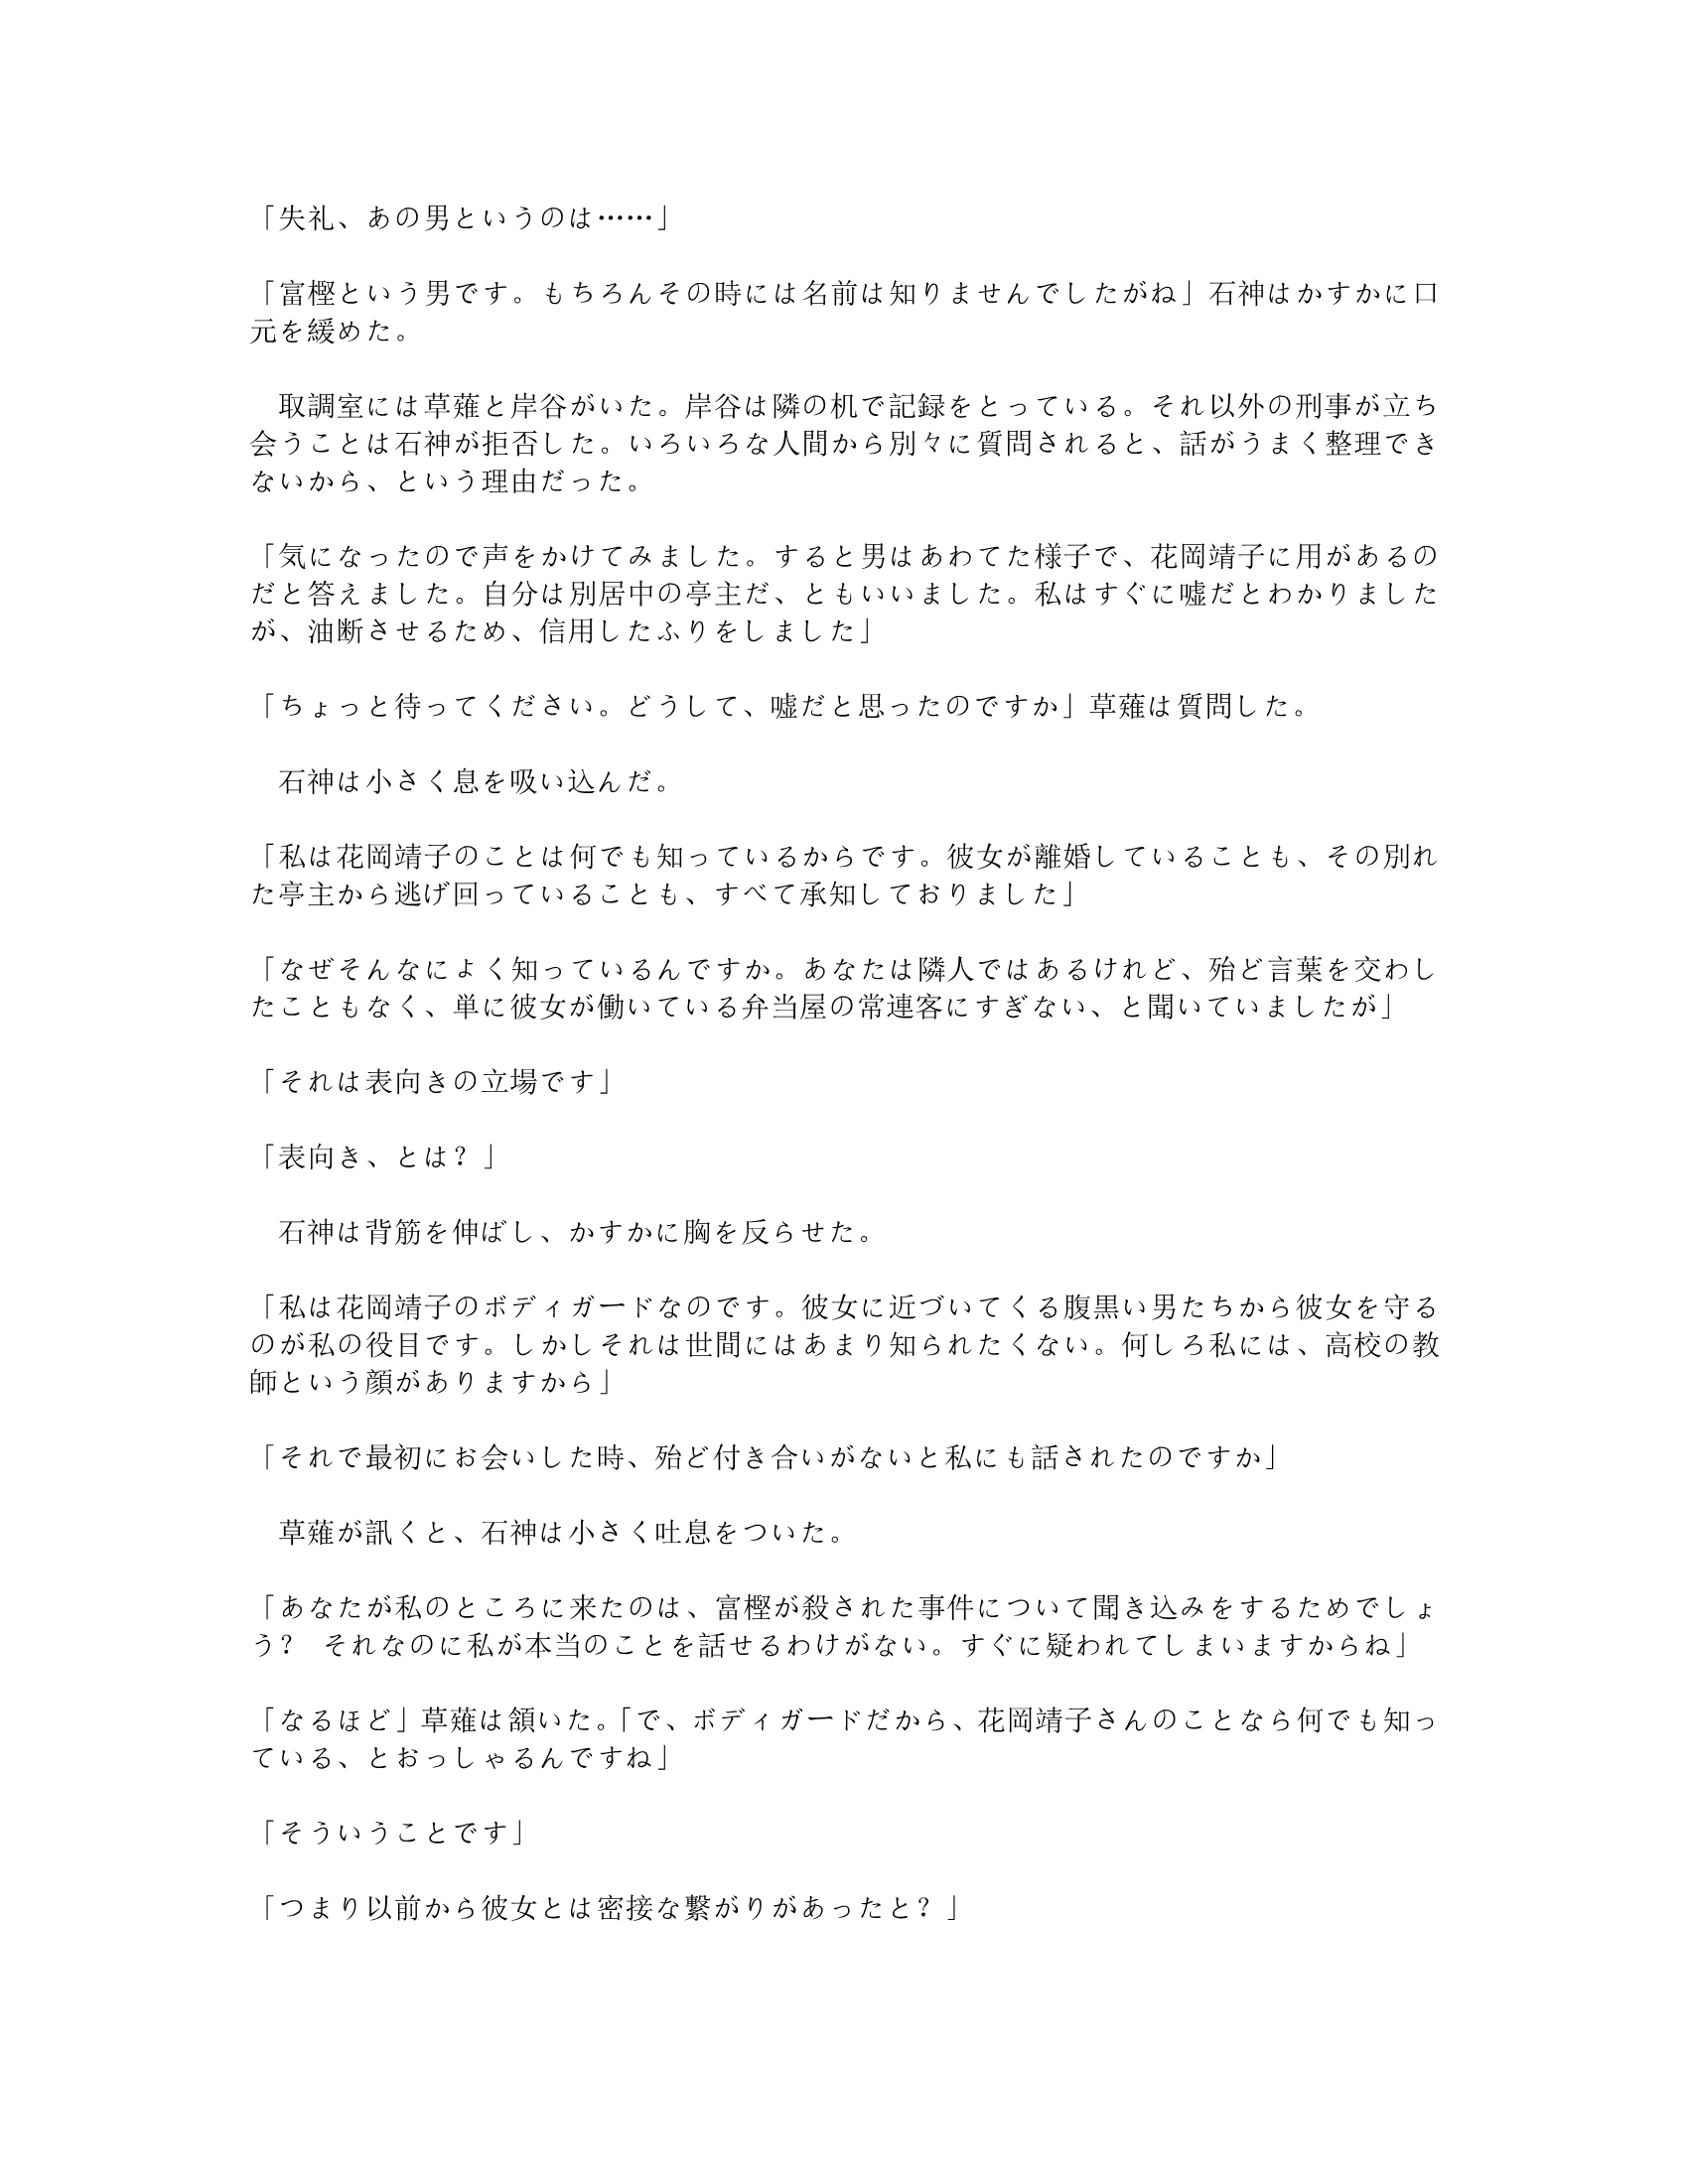 「失礼、あの男というのは……」
「富樫という男です。もちろんその時には名前は知りませんでしたがね」石神はかすかに口
元を緩めた。
　取調室には草薙と岸谷がいた。岸谷は隣の机で記録をとっている。それ以外の刑事が立ち
会うことは石神が拒否した。いろいろな人間から別々に質問されると、話がうまく整理でき
ないから、という理由だった。
「気になったので声をかけてみました。すると男はあわてた様子で、花岡靖子に用があるの
だと答えました。自分は別居中の亭主だ、ともいいました。私はすぐに嘘だとわかりました
が、油断させるため、信用したふりをしました」
「ちょっと待ってください。どうして、嘘だと思ったのですか」草薙は質問した。
　石神は小さく息を吸い込んだ。
「私は花岡靖子のことは何でも知っているからです。彼女が離婚していることも、その別れ
た亭主から逃げ回っていることも、すべて承知しておりました」
「なぜそんなによく知っているんですか。あなたは隣人ではあるけれど、殆ど言葉を交わし
たこともなく、単に彼女が働いている弁当屋の常連客にすぎない、と聞いていましたが」
「それは表向きの立場です」
「表向き、とは？」
　石神は背筋を伸ばし、かすかに胸を反らせた。
「私は花岡靖子のボディガードなのです。彼女に近づいてくる腹黒い男たちから彼女を守る
のが私の役目です。しかしそれは世間にはあまり知られたくない。何しろ私には、高校の教
師という顔がありますから」
「それで最初にお会いした時、殆ど付き合いがないと私にも話されたのですか」
　草薙が訊くと、石神は小さく吐息をついた。
「あなたが私のところに来たのは、富樫が殺された事件について聞き込みをするためでしょ
う？　それなのに私が本当のことを話せるわけがない。すぐに疑われてしまいますからね」
「なるほど」草薙は頷いた。「で、ボディガードだから、花岡靖子さんのことなら何でも知っ
ている、とおっしゃるんですね」
「そういうことです」
「つまり以前から彼女とは密接な繋がりがあったと？」